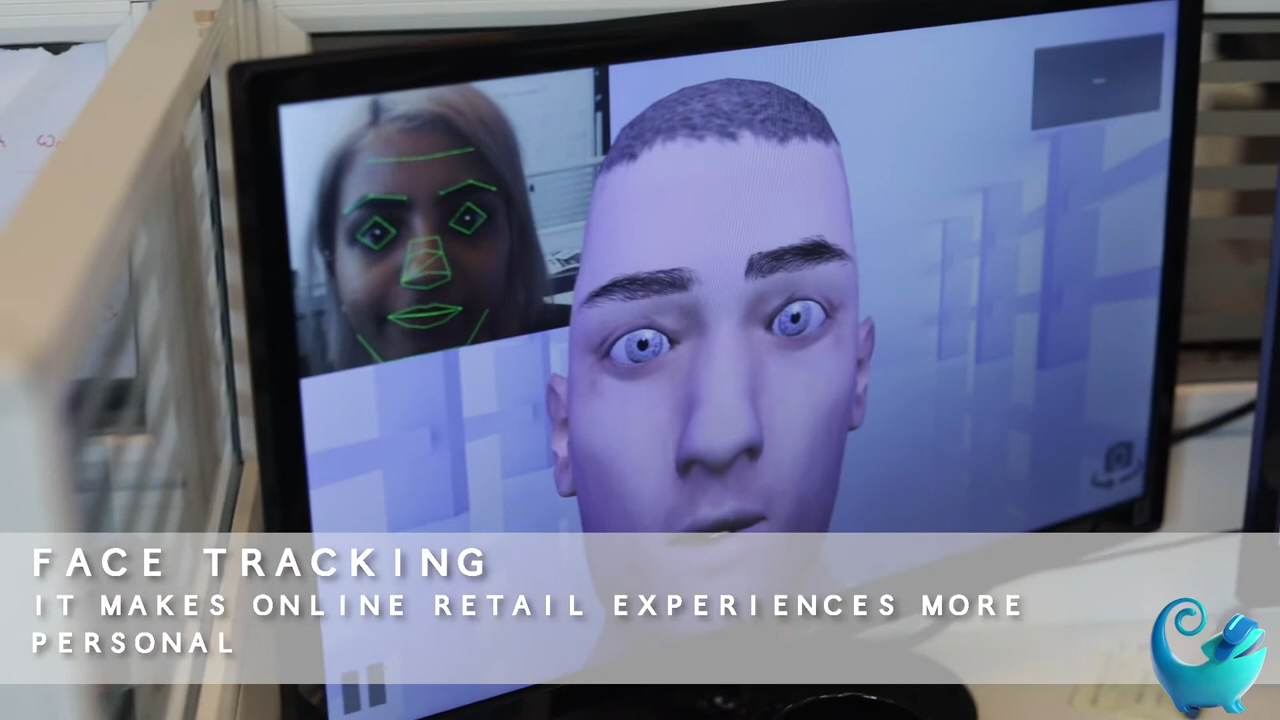 FACE TRACKING
IT MAKES ONLINE RETAIL EXPERIENCES MORE
PERSONAL